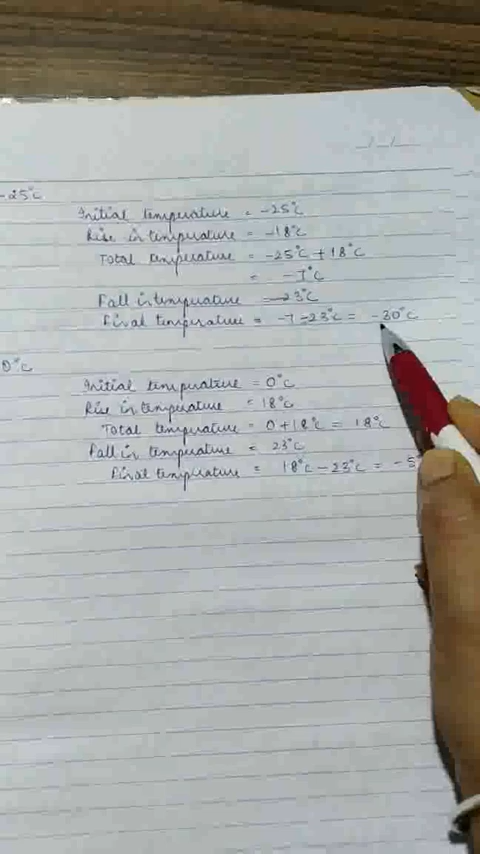 _/_/_
-25°C
Initial temperature = -25°C
Rise in temperature = -18°C
Total temperature = -25°C + 18°C
= -7°C
Fall in temperature = -23°C
Final temperature = -7-23°C = -30°C
0°C
Initial temperature = 0°C
Rise in temperature = 18°C
Total temperature = 0+18°C = 18°C
Fall in temperature = 23°C
Final temperature = 18°C - 23°C = -5°